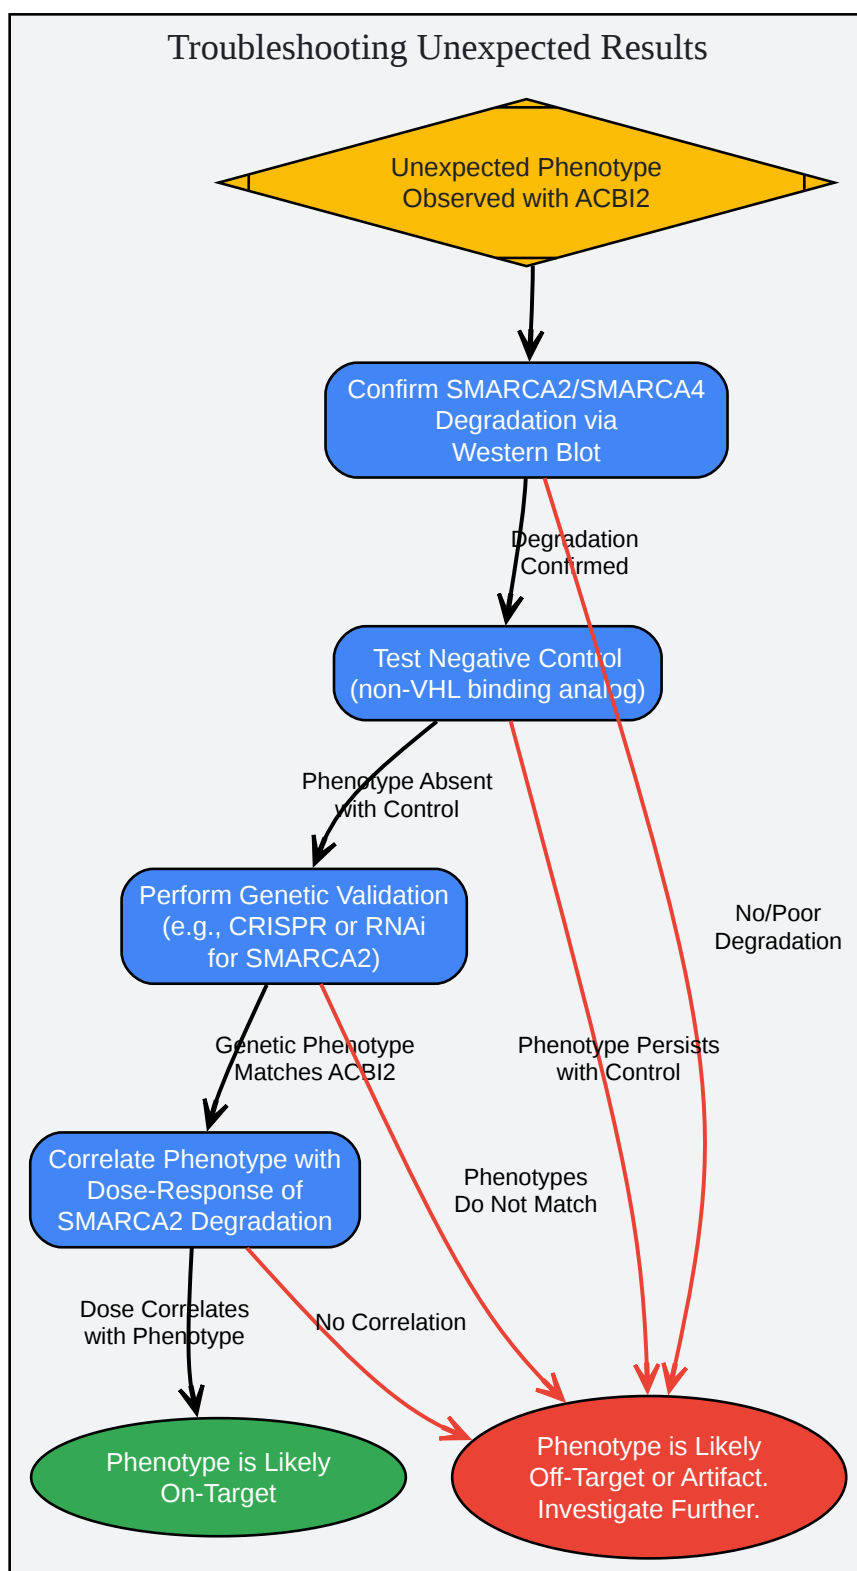 Troubleshooting Unexpected Results
Unexpected Phenotype
Observed with ACBI2
Confirm SMARCA2/SMARCA4
Degradation via
Western Blot
Degradation
Confirmed
Test Negative Control
(non-VHL binding analog)
Phenotype Absent
with Control
Perform Genetic Validation
(e.g., CRISPR or RNAi
for SMARCA2)
No/Poor
Degradation
Genetic Phenotype
Matches ACBI2
Phenotype Persists
with Control
Correlate Phenotype with
Dose-Response of
SMARCA2 Degradation
Phenotypes
Do Not Match
Dose Correlates
with Phenotype
No Correlation
Phenotype is Likely
On-Target
Phenotype is Likely
Off-Target or Artifact.
Investigate Further.